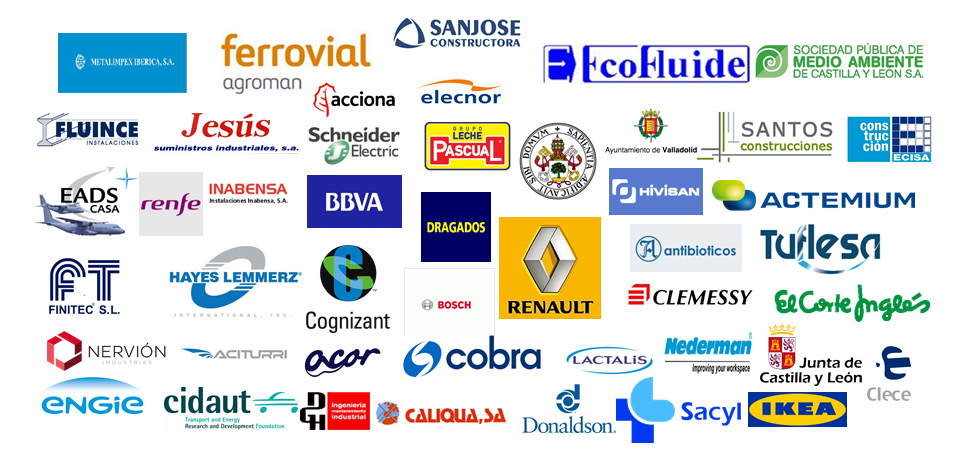 SANJOSE
CONSTRUCTORA
METALIMPEX IBERICA, S.A.
ferrovial
agroman
EcoFluide
SOCIEDAD PÚBLICA DE
MEDIO AMBIENTE
DE CASTILLA Y LEÓN S.A.
acciona
elecnor
FLUINCE
INSTALACIONES
Jesús
suministros industriales, s.a.
Schneider
Electric
GRUPO
LECHE
PASCUAL
SIGILLVM
Ayuntamiento de Valladolid
SANTOS
construcciones
cons
truc
ción
ECISA
EADS
CASA
renfe
INABENSA
Instalaciones Inabensa, S.A.
BBVA
DRAGADOS
HIVISAN
ACTEMIUM
RENAULT
antibioticos
Tuflesa
FT
FINITEC S.L.
HAYES LEMMERZ®
INTERNATIONAL, INC.
Cognizant
BOSCH
CLEMESSY
El Corte Inglés
NERVIÓN
INDUSTRIES
ACITURRI
acor
cobra
LACTALIS
Nederman®
Improving your workspace
Junta de
Castilla y León
Clece
ENGIE
cidaut
Transport and Energy
Research and Development Foundation
ingeniería
mantenimiento
industrial
CALIQUA, SA
Donaldson.
Sacyl
IKEA